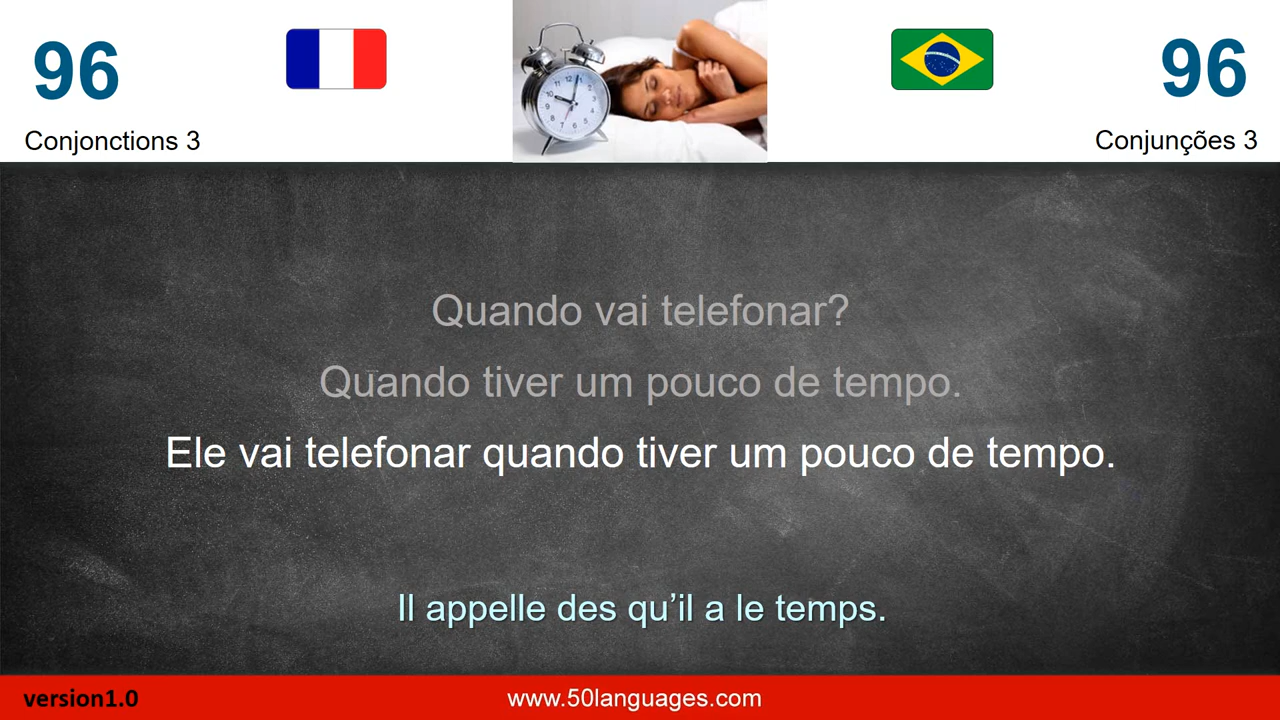 96
96
Conjonctions 3
Conjunções 3
Quando vai telefonar?
Quando tiver um pouco de tempo.
Ele vai telefonar quando tiver um pouco de tempo.
Il appelle des qu’il a le temps.
version1.0
www.50languages.com